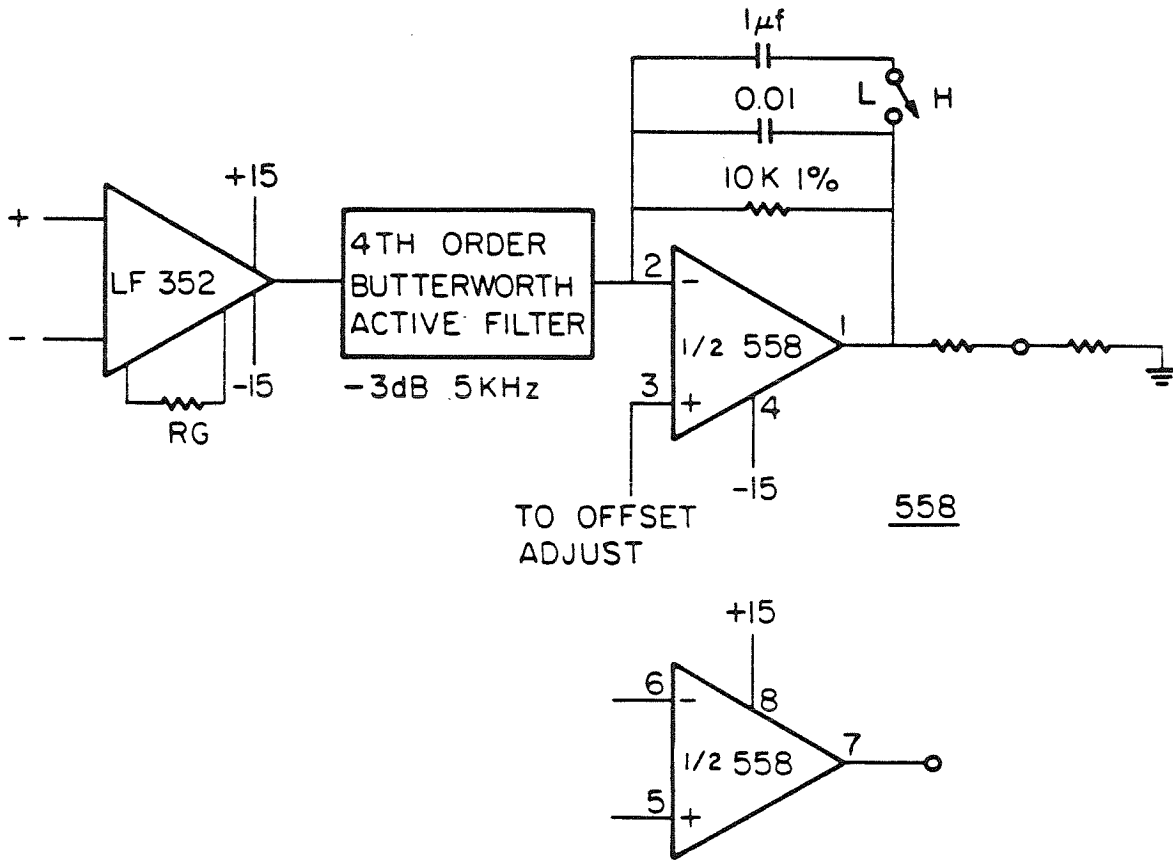 1μf
L H
0.01
10K 1%
+15
+
LF 352
-
-15
RG
4TH ORDER
BUTTERWORTH
ACTIVE FILTER
-3dB .5KHz
2
-
1/2 558
1
3
+
4
-15
TO OFFSET
ADJUST
558
+15
6
-
8
1/2 558
7
5
+